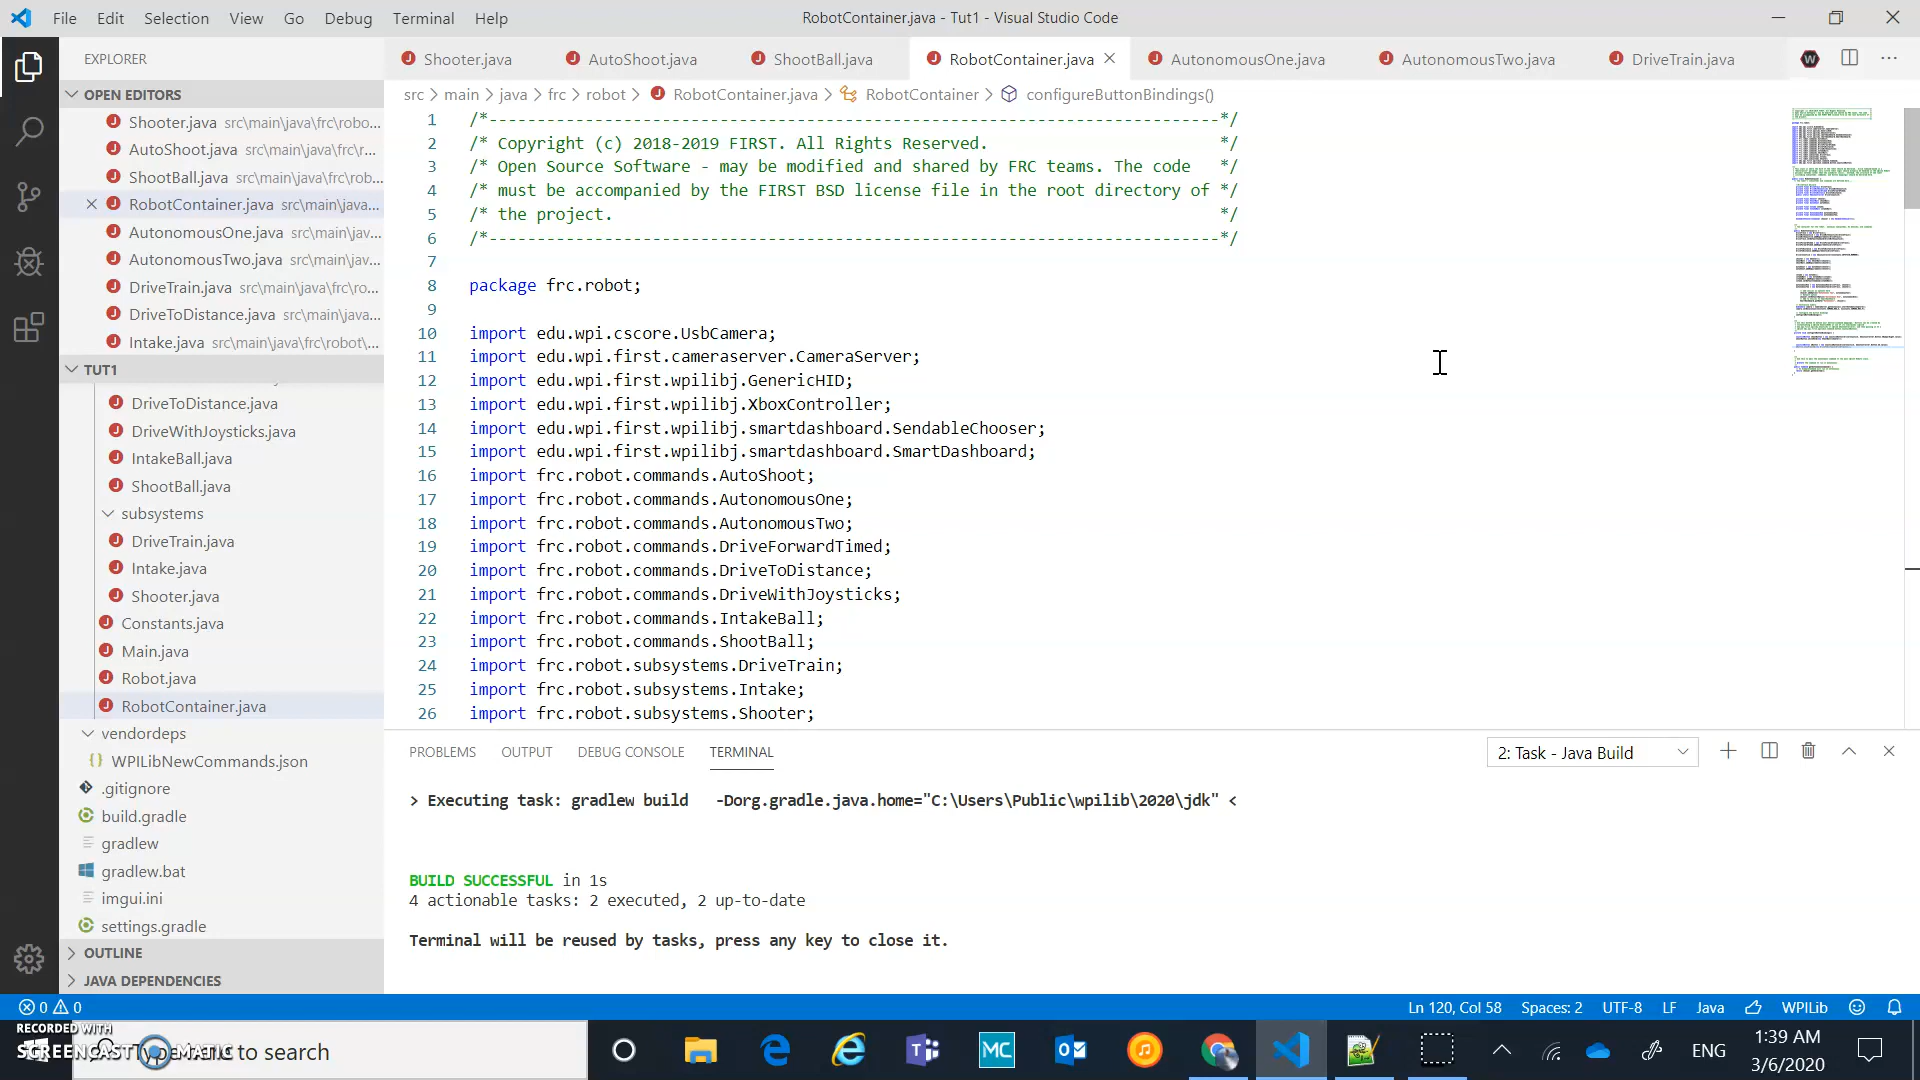 File Edit Selection View Go Debug Terminal Help
RobotContainer.java - Tut1 - Visual Studio Code
EXPLORER
OPEN EDITORS
Shooter.java src\main\java\frc\robo...
AutoShoot.java src\main\java\frc\r...
ShootBall.java src\main\java\frc\rob...
RobotContainer.java src\main\java...
AutonomousOne.java src\main\jav...
AutonomousTwo.java src\main\jav...
DriveTrain.java src\main\java\frc\ro...
DriveToDistance.java src\main\java...
Intake.java src\main\java\frc\robot\...
TUT1
DriveToDistance.java
DriveWithJoysticks.java
IntakeBall.java
ShootBall.java
subsystems
DriveTrain.java
Intake.java
Shooter.java
Constants.java
Main.java
Robot.java
RobotContainer.java
vendordeps
{} WPILibNewCommands.json
.gitignore
build.gradle
gradlew
gradlew.bat
imgui.ini
settings.gradle
OUTLINE
JAVA DEPENDENCIES
Shooter.java AutoShoot.java ShootBall.java RobotContainer.java AutonomousOne.java AutonomousTwo.java DriveTrain.java
src > main > java > frc > robot > RobotContainer.java > RobotContainer > configureButtonBindings()
1 /*----------------------------------------------------------------------------*/
2 /* Copyright (c) 2018-2019 FIRST. All Rights Reserved. */
3 /* Open Source Software - may be modified and shared by FRC teams. The code */
4 /* must be accompanied by the FIRST BSD license file in the root directory of */
5 /* the project. */
6 /*----------------------------------------------------------------------------*/
7
8 package frc.robot;
9
10 import edu.wpi.cscore.UsbCamera;
11 import edu.wpi.first.cameraserver.CameraServer;
12 import edu.wpi.first.wpilibj.GenericHID;
13 import edu.wpi.first.wpilibj.XboxController;
14 import edu.wpi.first.wpilibj.smartdashboard.SendableChooser;
15 import edu.wpi.first.wpilibj.smartdashboard.SmartDashboard;
16 import frc.robot.commands.AutoShoot;
17 import frc.robot.commands.AutonomousOne;
18 import frc.robot.commands.AutonomousTwo;
19 import frc.robot.commands.DriveForwardTimed;
20 import frc.robot.commands.DriveToDistance;
21 import frc.robot.commands.DriveWithJoysticks;
22 import frc.robot.commands.IntakeBall;
23 import frc.robot.commands.ShootBall;
24 import frc.robot.subsystems.DriveTrain;
25 import frc.robot.subsystems.Intake;
26 import frc.robot.subsystems.Shooter;
PROBLEMS OUTPUT DEBUG CONSOLE TERMINAL
2: Task - Java Build
> Executing task: gradlew build -Dorg.gradle.java.home="C:\Users\Public\wpilib\2020\jdk" <
BUILD SUCCESSFUL in 1s
4 actionable tasks: 2 executed, 2 up-to-date
Terminal will be reused by tasks, press any key to close it.
0 0
Ln 120, Col 58 Spaces: 2 UTF-8 LF Java WPILib
RECORDED WITH
SCREENCAST MATIC
Type here to search
ENG
1:39 AM
3/6/2020